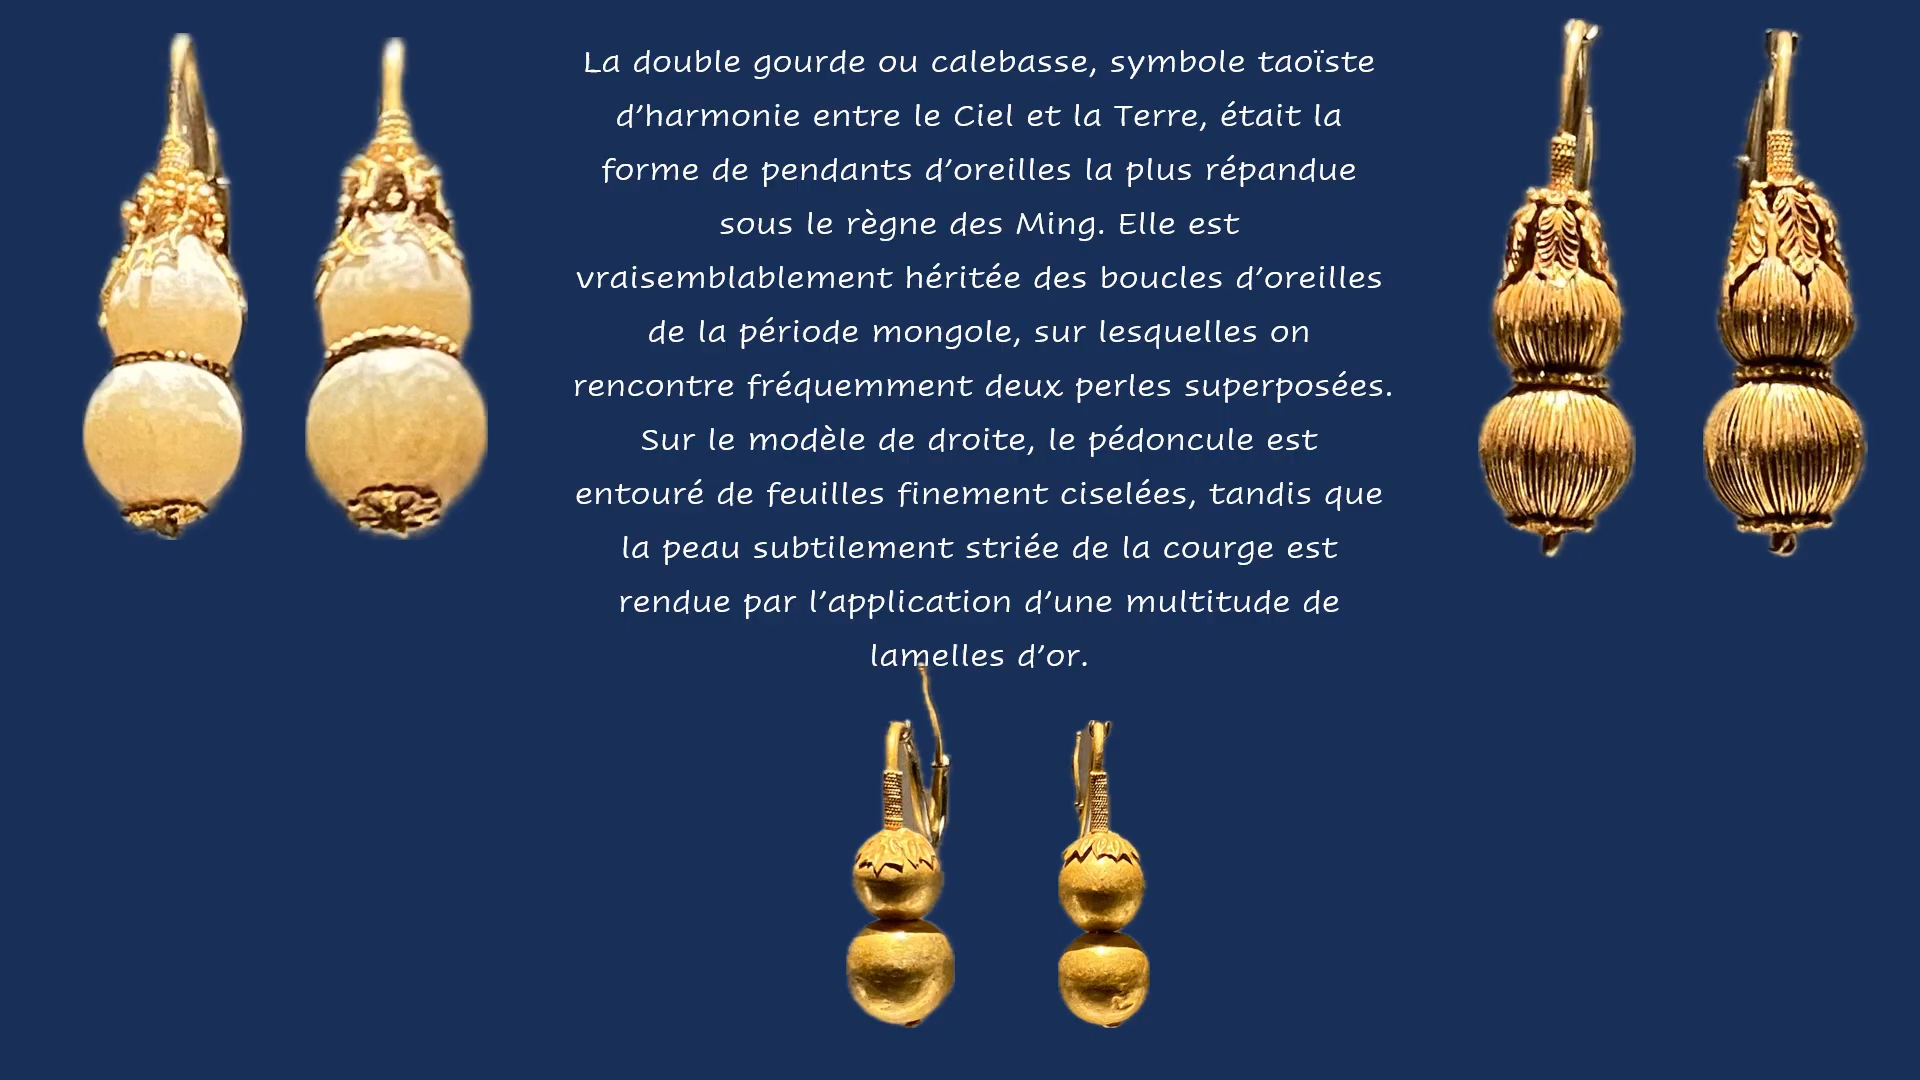 La double gourde ou calebasse, symbole taoïste
d’harmonie entre le Ciel et la Terre, était la
forme de pendants d’oreilles la plus répandue
sous le règne des Ming. Elle est
vraisemblablement héritée des boucles d’oreilles
de la période mongole, sur lesquelles on
rencontre fréquemment deux perles superposées.
Sur le modèle de droite, le pédoncule est
entouré de feuilles finement ciselées, tandis que
la peau subtilement striée de la courge est
rendue par l’application d’une multitude de
lamelles d’or.